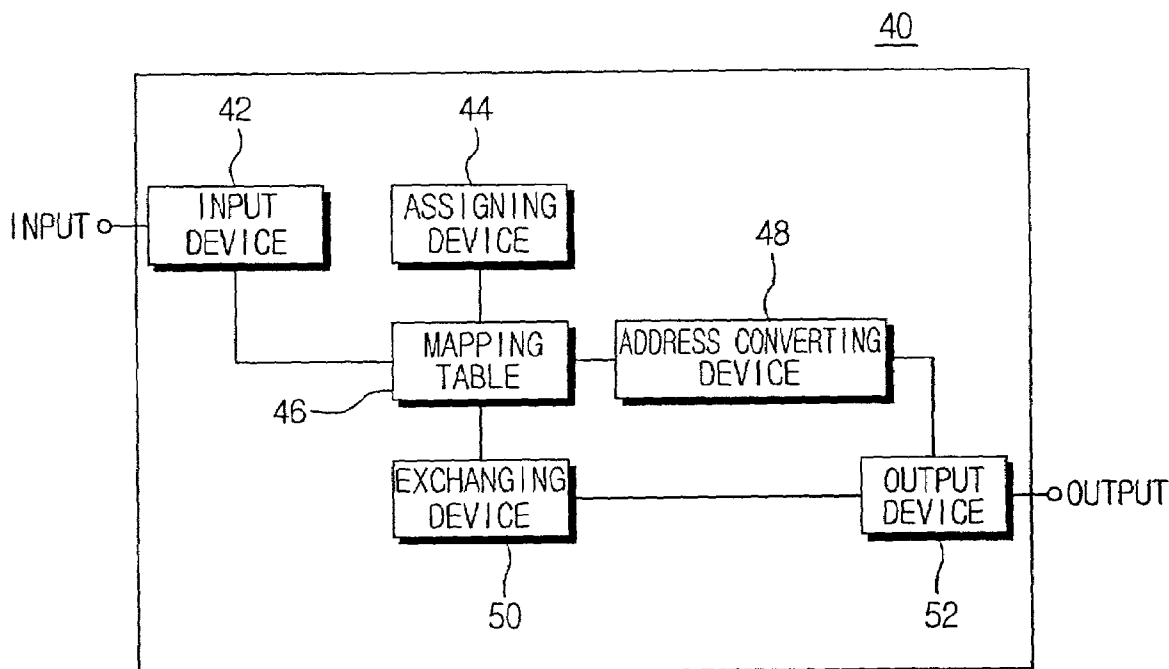 40
42
44
INPUT
INPUT
DEVICE
ASSIGNING
DEVICE
48
MAPPING
TABLE
ADDRESS CONVERTING
DEVICE
46
EXCHANGING
DEVICE
OUTPUT
DEVICE
OUTPUT
50
52